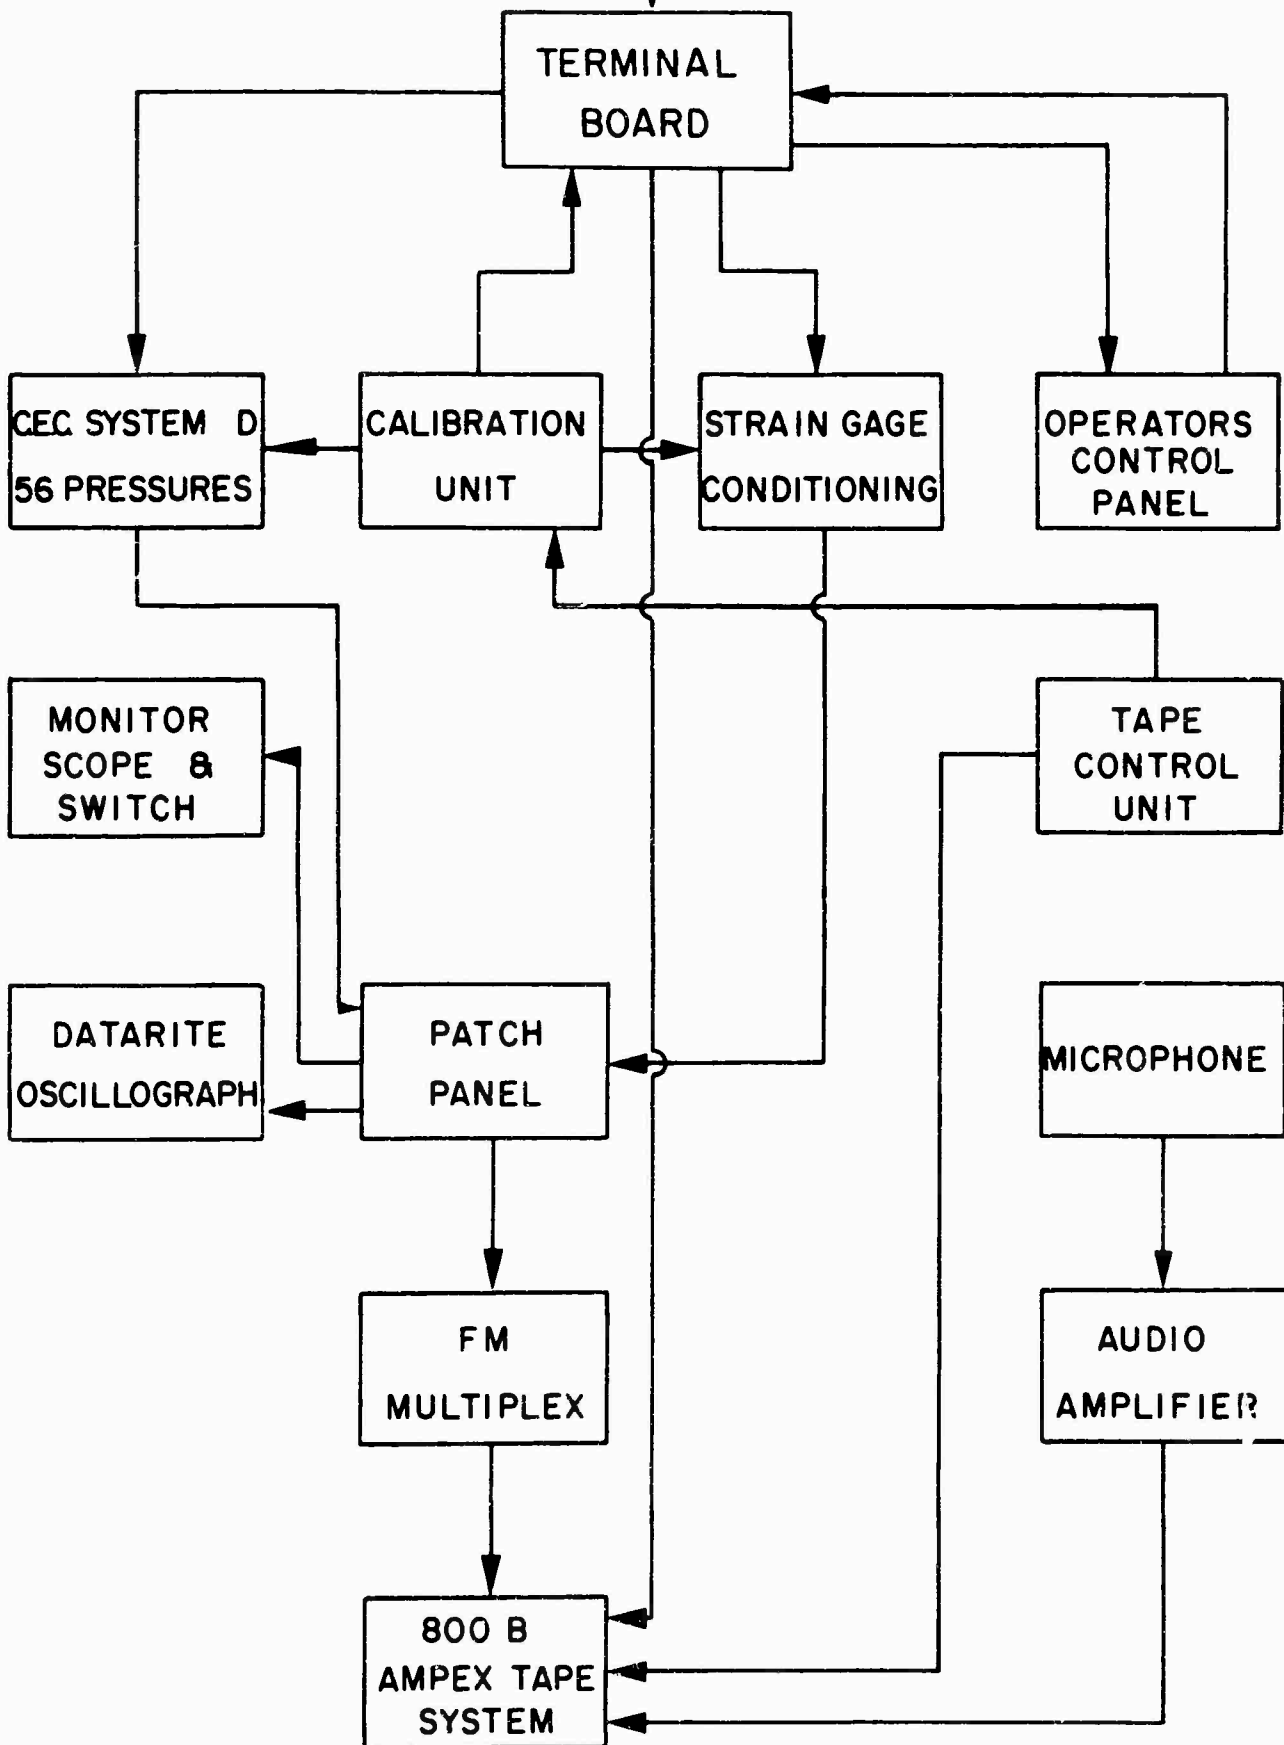 TERMINAL
BOARD
C.E.C. SYSTEM D
56 PRESSURES
CALIBRATION
UNIT
STRAIN GAGE
CONDITIONING
OPERATORS
CONTROL
PANEL
MONITOR
SCOPE &
SWITCH
TAPE
CONTROL
UNIT
DATARITE
OSCILLOGRAPH
PATCH
PANEL
MICROPHONE
FM
MULTIPLEX
AUDIO
AMPLIFIER
800 B
AMPEX TAPE
SYSTEM